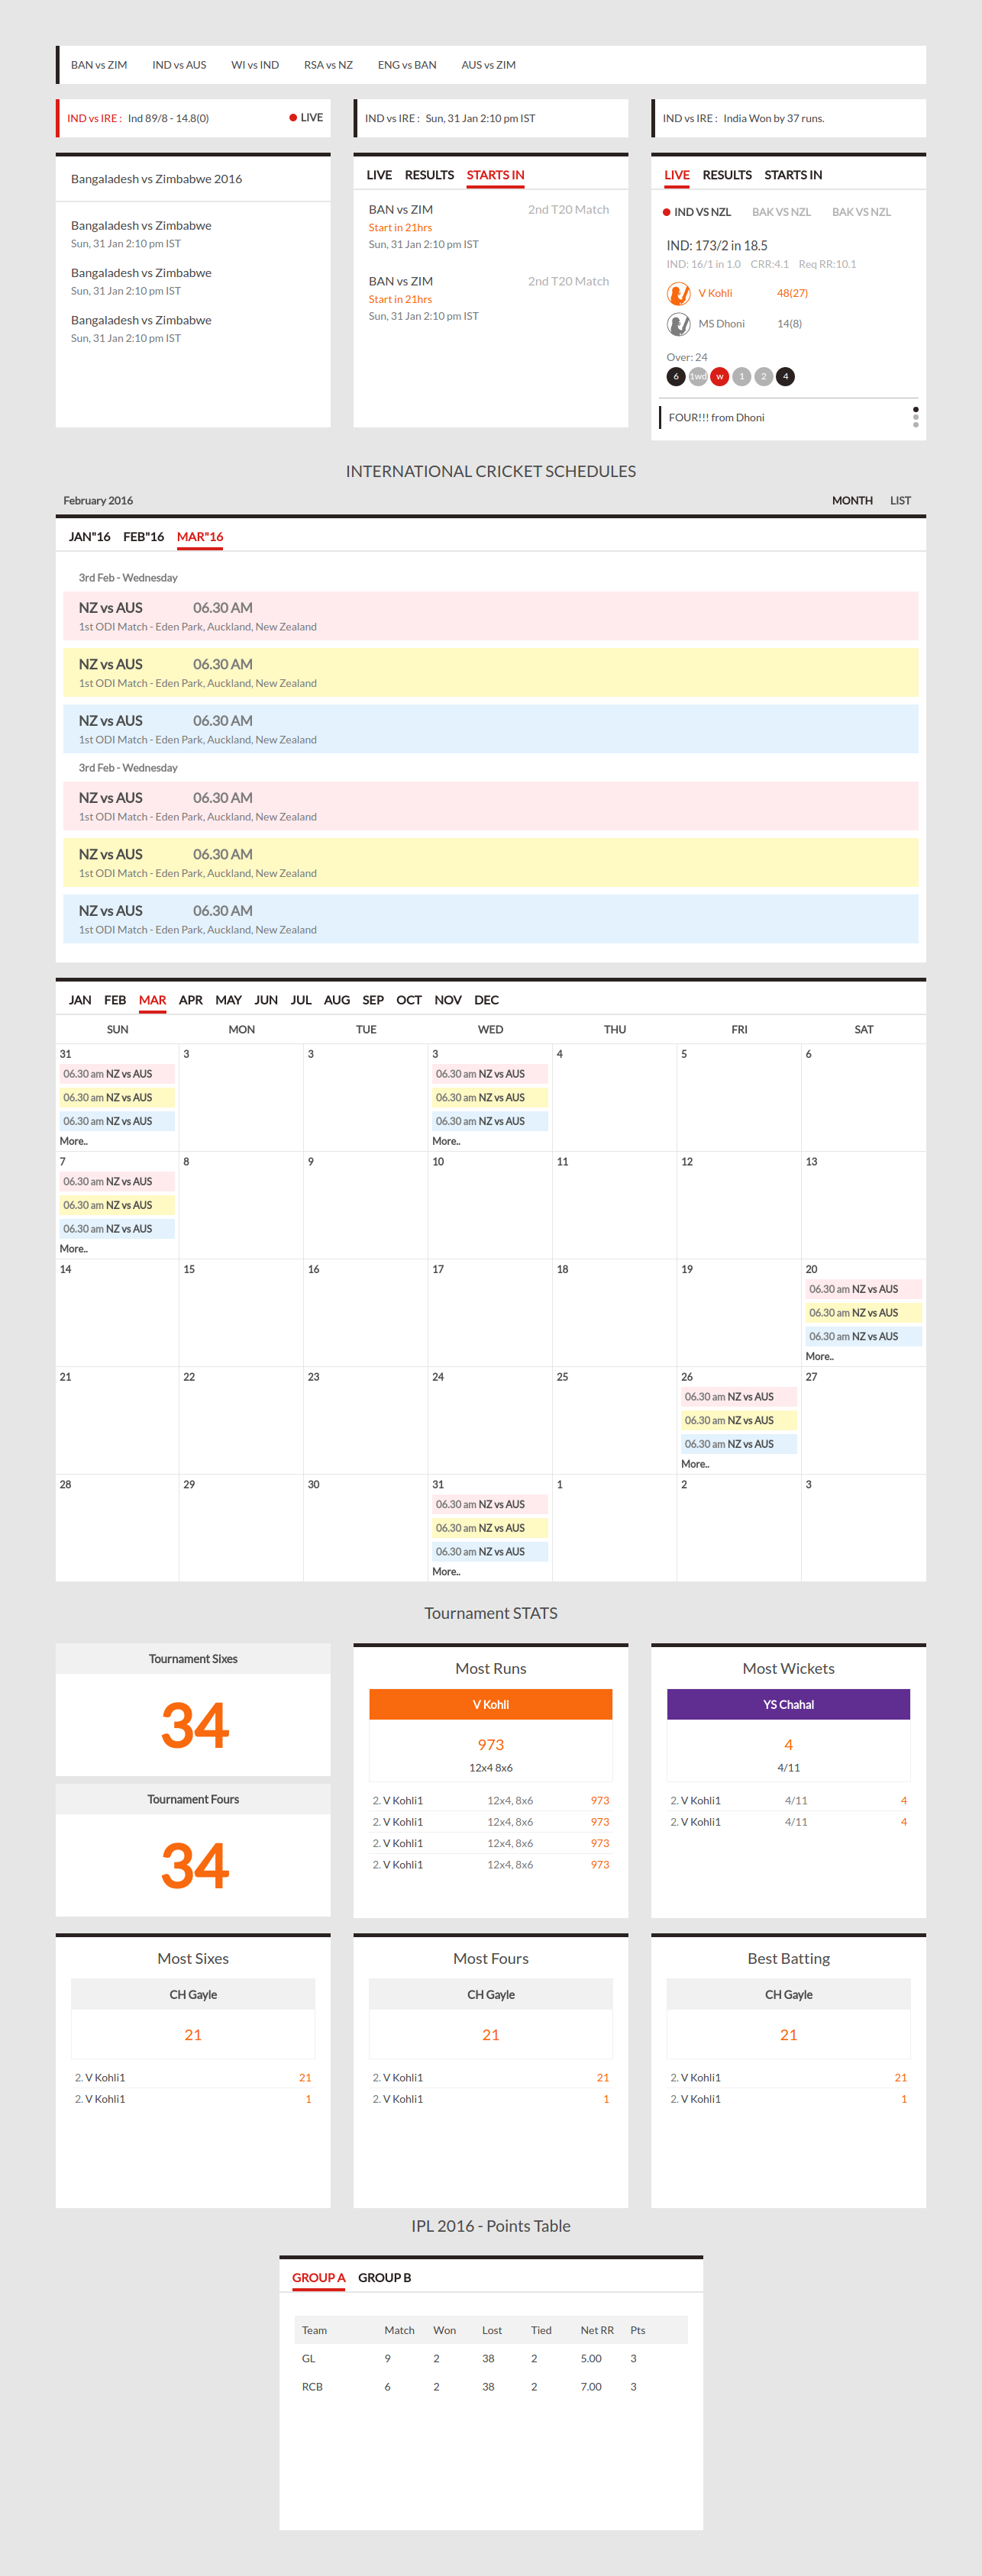 BAN vs ZIM IND vs AUS WI vs IND RSA vs NZ ENG vs BAN AUS vs ZIM
IND vs IRE : Ind 89/8 - 14.8(0) LIVE
IND vs IRE : Sun, 31 Jan 2:10 pm IST
IND vs IRE : India Won by 37 runs.
Bangaladesh vs Zimbabwe 2016
Bangaladesh vs Zimbabwe
Sun, 31 Jan 2:10 pm IST
Bangaladesh vs Zimbabwe
Sun, 31 Jan 2:10 pm IST
Bangaladesh vs Zimbabwe
Sun, 31 Jan 2:10 pm IST
LIVE RESULTS STARTS IN
BAN vs ZIM 2nd T20 Match
Start in 21hrs
Sun, 31 Jan 2:10 pm IST
BAN vs ZIM 2nd T20 Match
Start in 21hrs
Sun, 31 Jan 2:10 pm IST
LIVE RESULTS STARTS IN
IND VS NZL BAK VS NZL BAK VS NZL
IND: 173/2 in 18.5
IND: 16/1 in 1.0 CRR:4.1 Req RR:10.1
V Kohli 48(27)
MS Dhoni 14(8)
Over: 24
6 1wd w 1 2 4
FOUR!!! from Dhoni
INTERNATIONAL CRICKET SCHEDULES
February 2016 MONTH LIST
JAN"16 FEB"16 MAR"16
3rd Feb - Wednesday
NZ vs AUS 06.30 AM
1st ODI Match - Eden Park, Auckland, New Zealand
NZ vs AUS 06.30 AM
1st ODI Match - Eden Park, Auckland, New Zealand
NZ vs AUS 06.30 AM
1st ODI Match - Eden Park, Auckland, New Zealand
3rd Feb - Wednesday
NZ vs AUS 06.30 AM
1st ODI Match - Eden Park, Auckland, New Zealand
NZ vs AUS 06.30 AM
1st ODI Match - Eden Park, Auckland, New Zealand
NZ vs AUS 06.30 AM
1st ODI Match - Eden Park, Auckland, New Zealand
JAN FEB MAR APR MAY JUN JUL AUG SEP OCT NOV DEC
SUN MON TUE WED THU FRI SAT
31 3 3 3 4 5 6
06.30 am NZ vs AUS 06.30 am NZ vs AUS
06.30 am NZ vs AUS 06.30 am NZ vs AUS
06.30 am NZ vs AUS 06.30 am NZ vs AUS
More.. More..
7 8 9 10 11 12 13
06.30 am NZ vs AUS
06.30 am NZ vs AUS
06.30 am NZ vs AUS
More..
14 15 16 17 18 19 20
06.30 am NZ vs AUS
06.30 am NZ vs AUS
06.30 am NZ vs AUS
More..
21 22 23 24 25 26 27
06.30 am NZ vs AUS
06.30 am NZ vs AUS
06.30 am NZ vs AUS
More..
28 29 30 31 1 2 3
06.30 am NZ vs AUS
06.30 am NZ vs AUS
06.30 am NZ vs AUS
More..
Tournament STATS
Tournament Sixes
34
Tournament Fours
34
Most Runs
V Kohli
973
12x4 8x6
2. V Kohli1 12x4, 8x6 973
2. V Kohli1 12x4, 8x6 973
2. V Kohli1 12x4, 8x6 973
2. V Kohli1 12x4, 8x6 973
Most Wickets
YS Chahal
4
4/11
2. V Kohli1 4/11 4
2. V Kohli1 4/11 4
Most Sixes
CH Gayle
21
2. V Kohli1 21
2. V Kohli1 1
Most Fours
CH Gayle
21
2. V Kohli1 21
2. V Kohli1 1
Best Batting
CH Gayle
21
2. V Kohli1 21
2. V Kohli1 1
IPL 2016 - Points Table
GROUP A GROUP B
Team Match Won Lost Tied Net RR Pts
GL 9 2 38 2 5.00 3
RCB 6 2 38 2 7.00 3